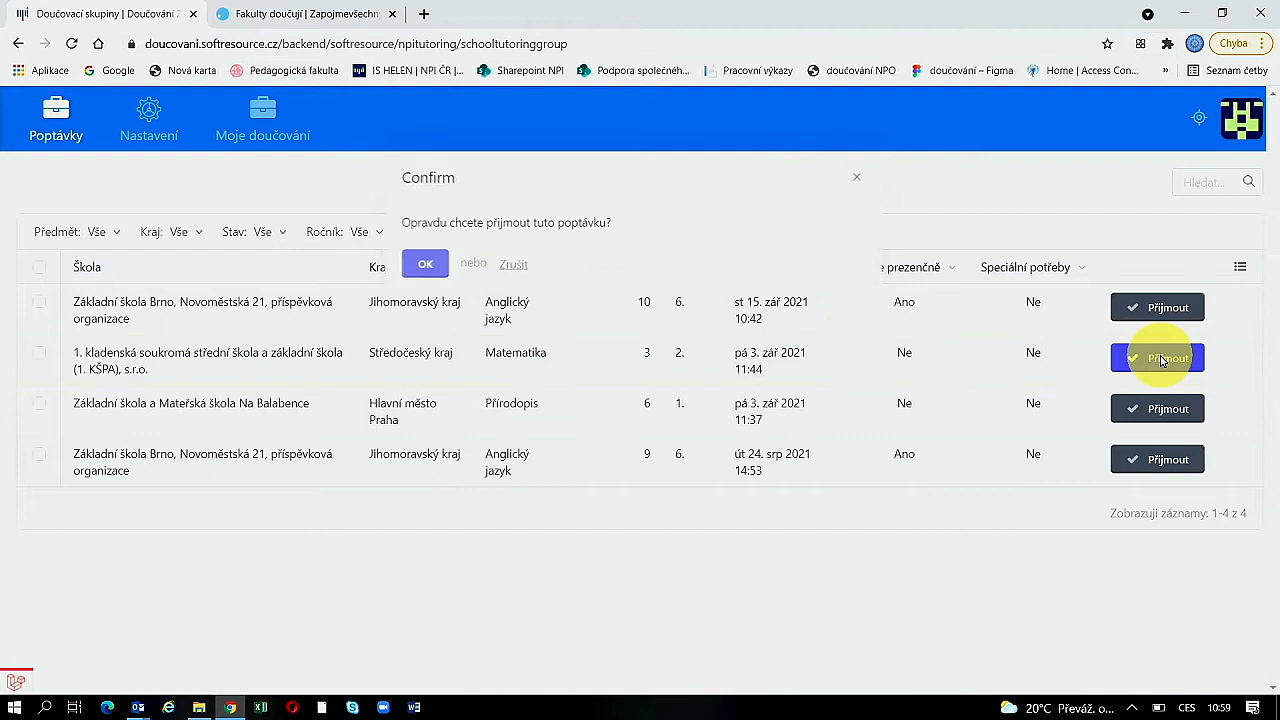 Doučovací skupiny | Doučování Z
Fakulty doučují | Zapojmevšechn
doucovani.softresource.cz/backend/softresource/npitutoring/schooltutoringgroup
Chyba
Aplikace
Google
Nová karta
Pedagogická fakulta
IS HELEN | NPI ČR |...
Sharepoint NPI
Podpora společnéh...
Pracovní výkazy
doučování NPO
doučování – Figma
Home | Access Con...
»
Seznam četby
Poptávky
Nastavení
Moje doučování
Confirm
Hledat...
Opravdu chcete přijmout tuto poptávku?
Předmět: Vše
Kraj: Vše
Stav: Vše
Ročník: Vše
OK nebo Zrušit
Škola
Kra
e prezenčně
Speciální potřeby
Základní škola Brno, Novoměstská 21, příspěvková
organizace
Jihomoravský kraj
Anglický
jazyk
10
6.
st 15. zář 2021
10:42
Ano
Ne
Přijmout
1. kladenská soukromá střední škola a základní škola
(1. KŠPA), s.r.o.
Středočeský kraj
Matematika
3
2.
pá 3. zář 2021
11:44
Ne
Ne
Přijmout
Základní škola a Mateřská škola Na Balabence
Hlavní město
Praha
Přírodopis
6
1.
pá 3. zář 2021
11:37
Ne
Ne
Přijmout
Základní škola Brno, Novoměstská 21, příspěvková
organizace
Jihomoravský kraj
Anglický
jazyk
9
6.
út 24. srp 2021
14:53
Ano
Ne
Přijmout
Zobrazuji záznamy: 1-4 z 4
20°C Převáž. o...
CES
10:59